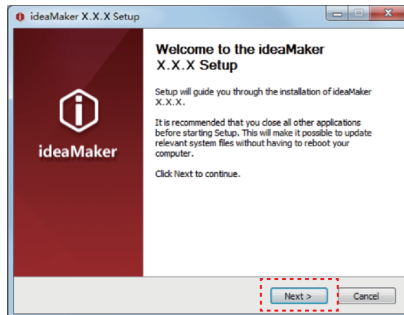 ideaMaker X.X.X Setup
Welcome to the ideaMaker
X.X.X Setup
Setup will guide you through the installation of ideaMaker
X.X.X.
It is recommended that you close all other applications
before starting Setup. This will make it possible to update
relevant system files without having to reboot your
computer.
Click Next to continue.
ideaMaker
Next >
Cancel